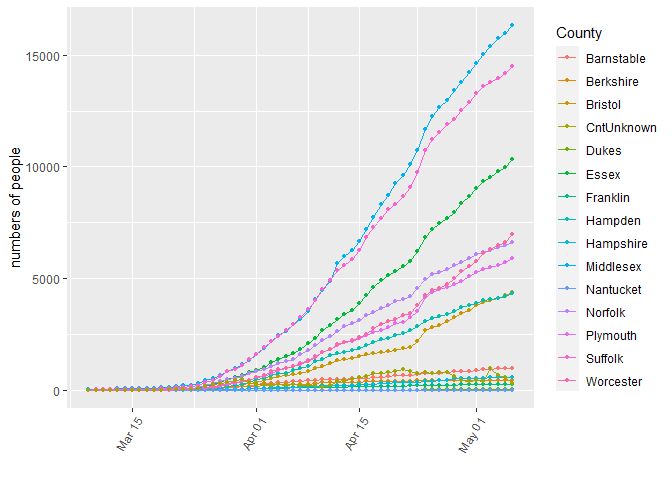 nurmbers of people
15000
10000
5000
0
Mar 15
Apr 01
Apr 15
May 01
County
Barnstable
Berkshire
Bristol
CntUnknown
Dukes
Essex
Franklin
Hampden
Hampshire
Middlesex
Nantucket
Norfolk
Plymouth
Suffolk
Worcester